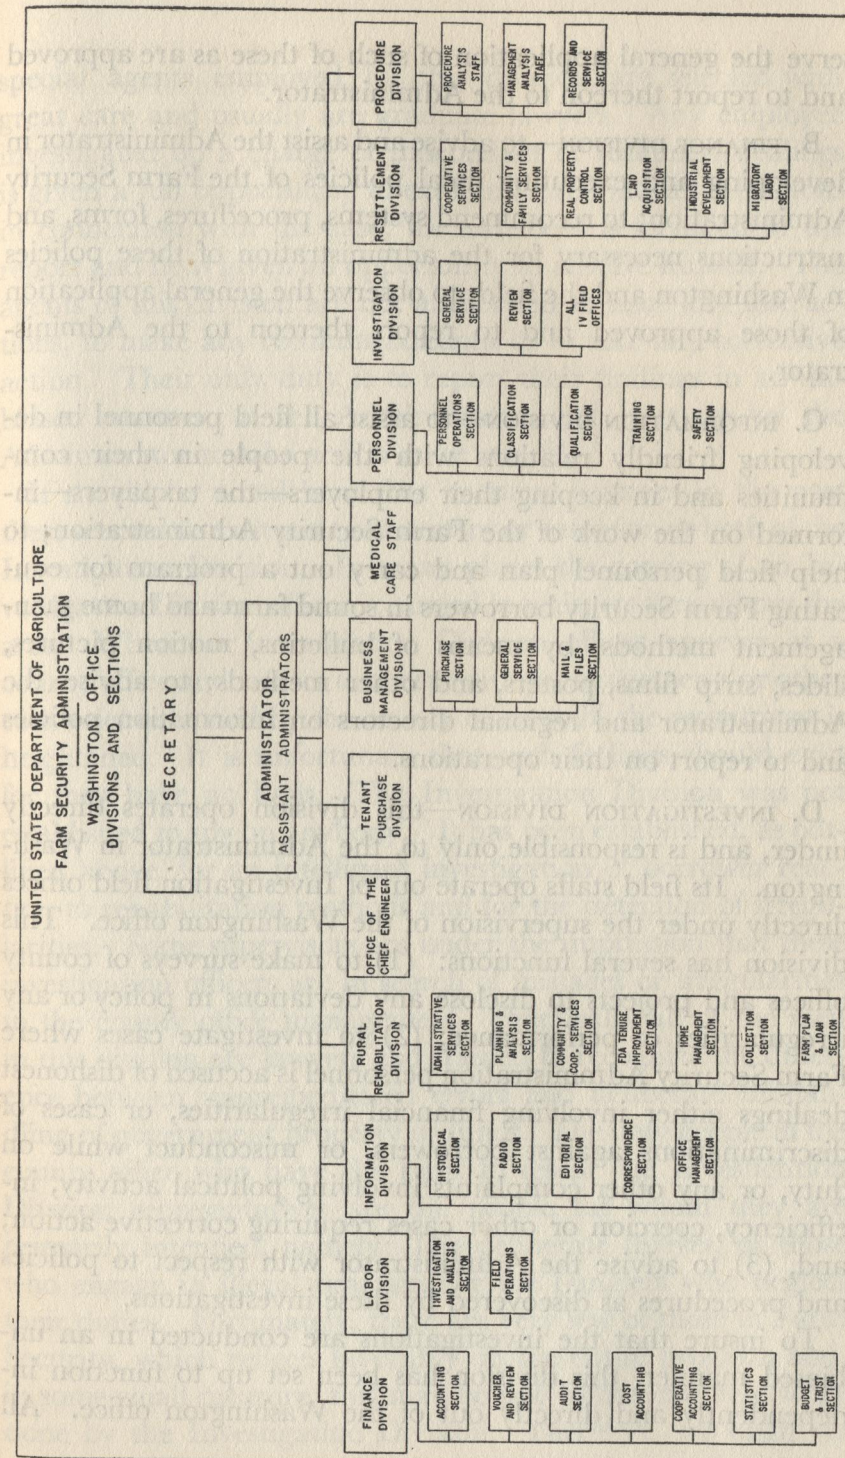 UNITED STATES DEPARTMENT OF AGRICULTURE
FARM SECURITY ADMINISTRATION
WASHINGTON OFFICE
DIVISIONS AND SECTIONS
SECRETARY
ADMINISTRATOR
ASSISTANT ADMINISTRATORS
FINANCE
DIVISION
ACCOUNTING
SECTION
VOUCHER
AND REVIEW
SECTION
AUDIT
SECTION
COST
ACCOUNTING
COOPERATIVE
ACCOUNTING
SECTION
STATISTICS
SECTION
BUDGET
& TRUST
SECTION
LABOR
DIVISION
INVESTIGATION
AND ANALYSIS
SECTION
FIELD
OPERATIONS
SECTION
INFORMATION
DIVISION
HISTORICAL
SECTION
RADIO
SECTION
EDITORIAL
SECTION
CORRESPONDENCE
SECTION
OFFICE
MANAGEMENT
SECTION
RURAL
REHABILITATION
DIVISION
ADMINISTRATIVE
SERVICES
SECTION
PLANNING &
ANALYSIS
SECTION
COMMUNITY &
COOP. SERVICES
SECTION
FDA TENURE
IMPROVEMENT
SECTION
HOME
MANAGEMENT
SECTION
COLLECTION
SECTION
FARM PLAN
& LOAN
SECTION
OFFICE OF THE
CHIEF ENGINEER
TENANT
PURCHASE
DIVISION
BUSINESS
MANAGEMENT
DIVISION
PURCHASE
SECTION
GENERAL
SERVICE
SECTION
MAIL &
FILES
SECTION
MEDICAL
CARE STAFF
PERSONNEL
DIVISION
PERSONNEL
OPERATIONS
SECTION
CLASSIFICATION
SECTION
QUALIFICATION
SECTION
TRAINING
SECTION
SAFETY
SECTION
INVESTIGATION
DIVISION
GENERAL
SERVICE
SECTION
REVIEW
SECTION
ALL
IV FIELD
OFFICES
RESETTLEMENT
DIVISION
COOPERATIVE
SERVICES
SECTION
COMMUNITY &
FAMILY SERVICES
SECTION
REAL PROPERTY
CONTROL
SECTION
LAND
ACQUISITION
SECTION
INDUSTRIAL
DEVELOPMENT
SECTION
MIGRATORY
LABOR
SECTION
PROCEDURE
DIVISION
PROCEDURE
ANALYSIS
STAFF
MANAGEMENT
ANALYSIS
STAFF
RECORDS AND
SERVICE
SECTION